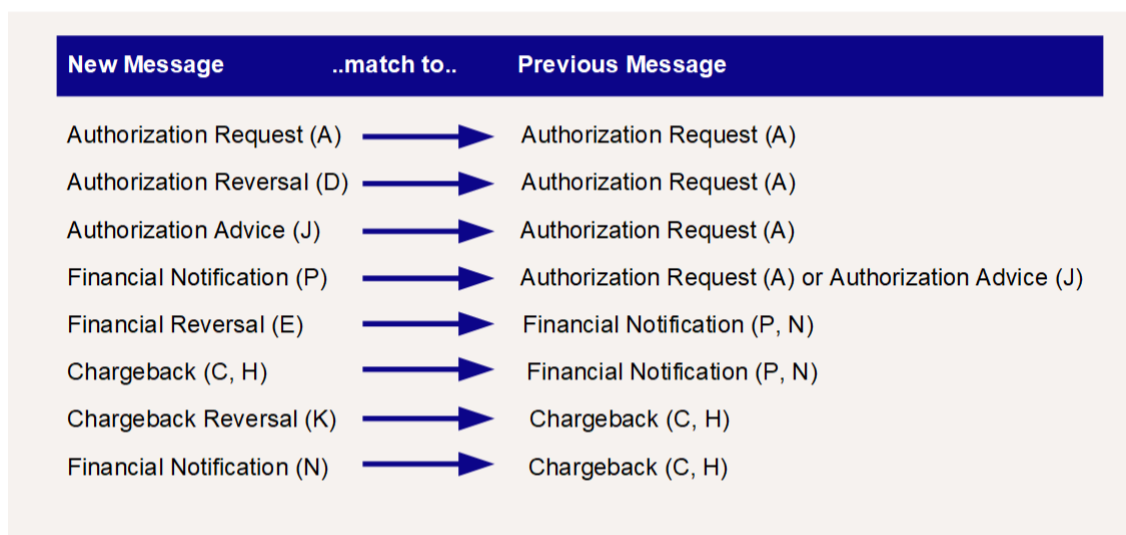 New Message ..match to.. Previous Message
Authorization Request (A) Authorization Request (A)
Authorization Reversal (D) Authorization Request (A)
Authorization Advice (J) Authorization Request (A)
Financial Notification (P) Authorization Request (A) or Authorization Advice (J)
Financial Reversal (E) Financial Notification (P, N)
Chargeback (C, H) Financial Notification (P, N)
Chargeback Reversal (K) Chargeback (C, H)
Financial Notification (N) Chargeback (C, H)